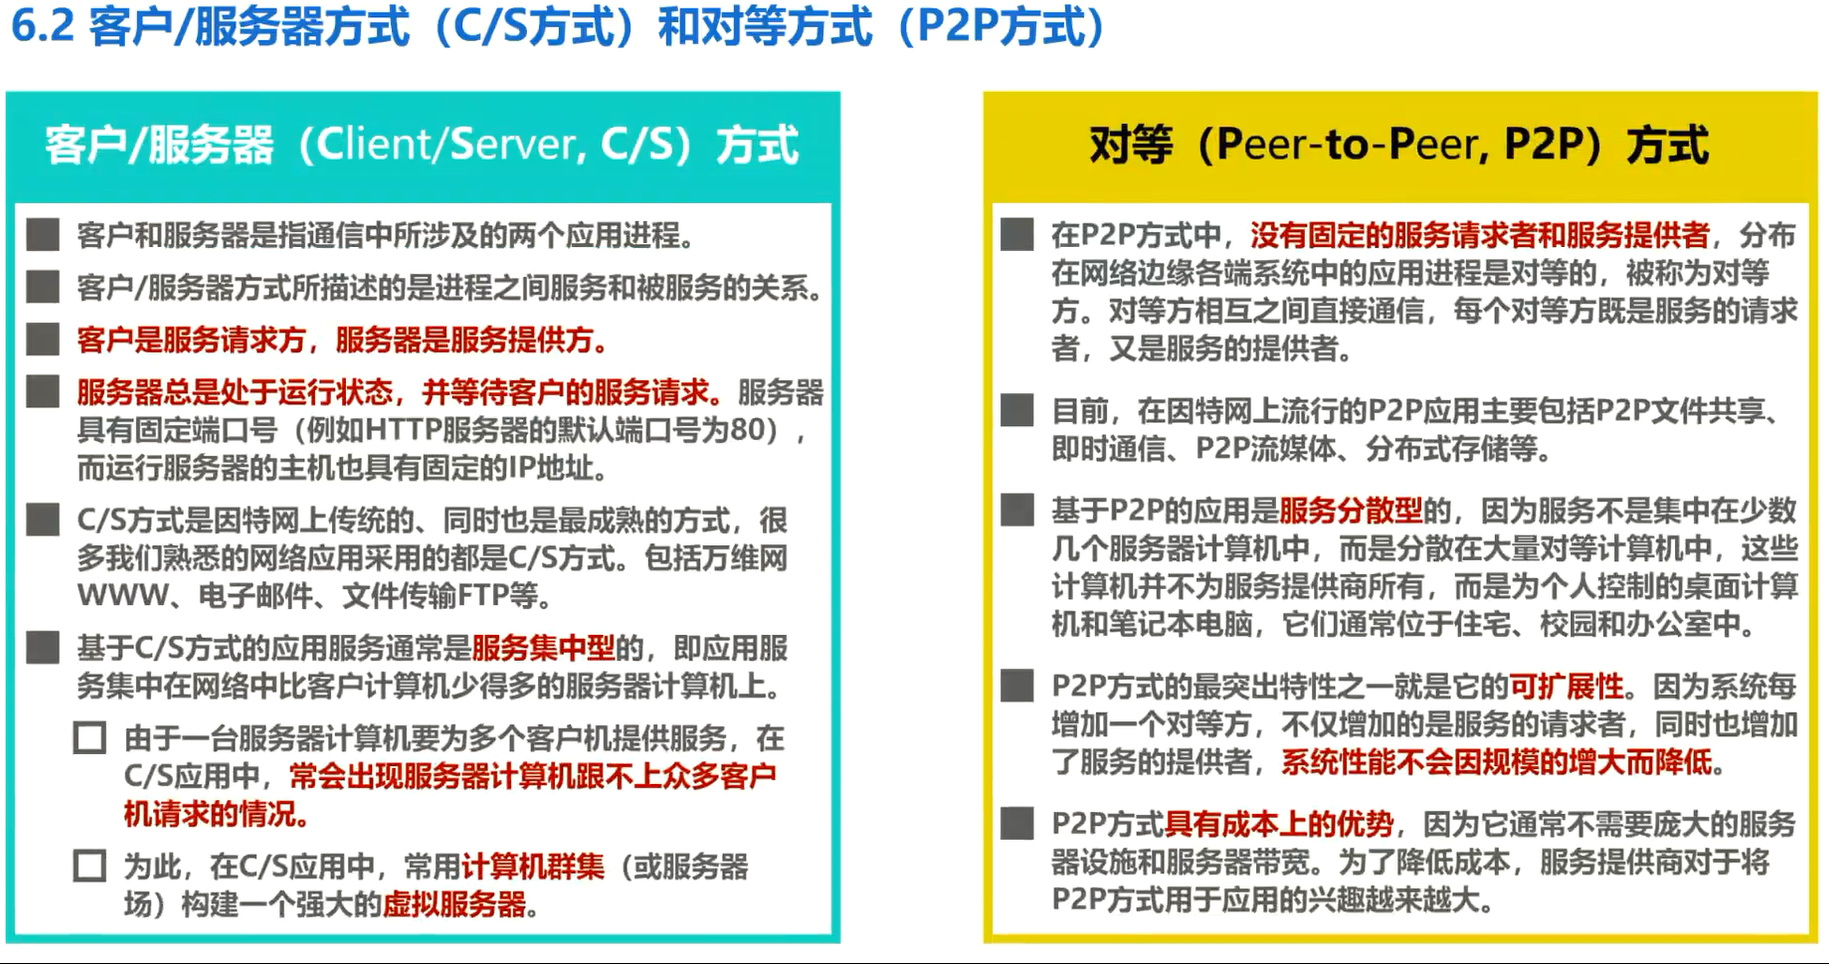 6.2 客户/服务器方式（C/S方式）和对等方式（P2P方式）
客户/服务器（Client/Server, C/S）方式
客户和服务器是指通信中所涉及的两个应用进程。
客户/服务器方式所描述的是进程之间服务和被服务的关系。
客户是服务请求方，服务器是服务提供方。
服务器总是处于运行状态，并等待客户的服务请求。服务器
具有固定端口号（例如HTTP服务器的默认端口号为80），
而运行服务器的主机也具有固定的IP地址。
C/S方式是因特网上传统的、同时也是最成熟的方式，很
多我们熟悉的网络应用采用的都是C/S方式。包括万维网
WWW、电子邮件、文件传输FTP等。
基于C/S方式的应用服务通常是服务集中型的，即应用服
务集中在网络中比客户计算机少得多的服务器计算机上。
由于一台服务器计算机要为多个客户机提供服务，在
C/S应用中，常会出现服务器计算机跟不上众多客户
机请求的情况。
为此，在C/S应用中，常用计算机群集（或服务器
场）构建一个强大的虚拟服务器。
对等（Peer-to-Peer, P2P）方式
在P2P方式中，没有固定的服务请求者和服务提供者，分布
在网络边缘各端系统中的应用进程是对等的，被称为对等
方。对等方相互之间直接通信，每个对等方既是服务的请求
者，又是服务的提供者。
目前，在因特网上流行的P2P应用主要包括P2P文件共享、
即时通信、P2P流媒体、分布式存储等。
基于P2P的应用是服务分散型的，因为服务不是集中在少数
几个服务器计算机中，而是分散在大量对等计算机中，这些
计算机并不为服务提供商所有，而是为个人控制的桌面计算
机和笔记本电脑，它们通常位于住宅、校园和办公室中。
P2P方式的最突出特性之一就是它的可扩展性。因为系统每
增加一个对等方，不仅增加的是服务的请求者，同时也增加
了服务的提供者，系统性能不会因规模的增大而降低。
P2P方式具有成本上的优势，因为它通常不需要庞大的服务
器设施和服务器带宽。为了降低成本，服务提供商对于将
P2P方式用于应用的兴趣越来越大。